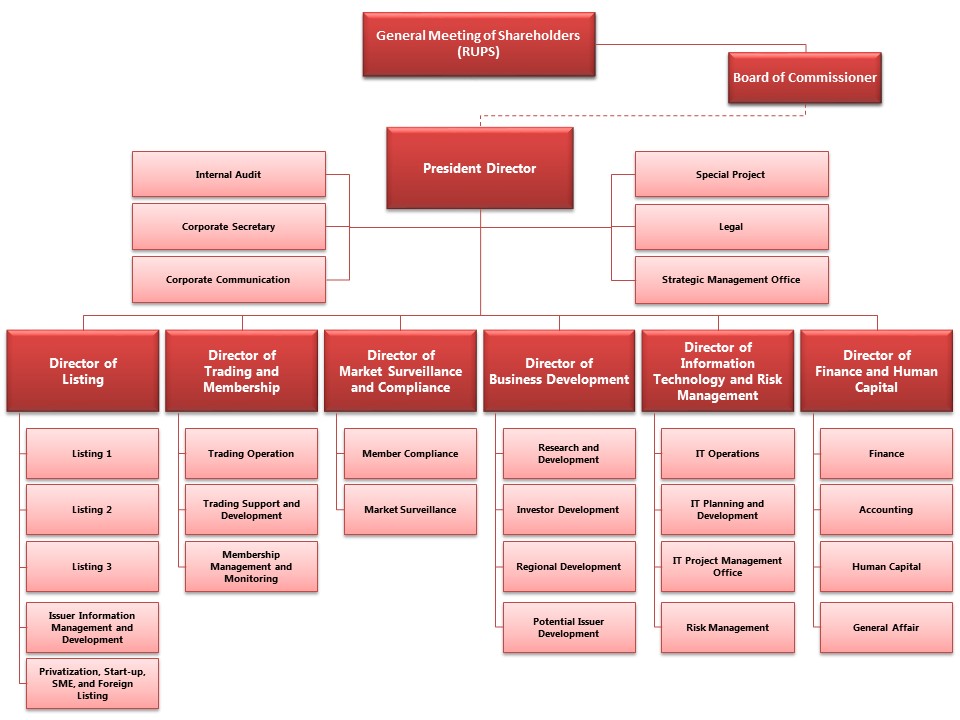 General Meeting of Shareholders
(RUPS)
Board of Commissioner
President Director
Internal Audit
Corporate Secretary
Corporate Communication
Special Project
Legal
Strategic Management Office
Director of
Listing
Director of
Trading and
Membership
Director of
Market Surveillance
and Compliance
Director of
Business Development
Director of
Information
Technology and Risk
Management
Director of
Finance and Human
Capital
Listing 1
Listing 2
Listing 3
Issuer Information
Management and
Development
Privatization, Start-up,
SME, and Foreign
Listing
Trading Operation
Trading Support and
Development
Membership
Management and
Monitoring
Member Compliance
Market Surveillance
Research and
Development
Investor Development
Regional Development
Potential Issuer
Development
IT Operations
IT Planning and
Development
IT Project Management
Office
Risk Management
Finance
Accounting
Human Capital
General Affair